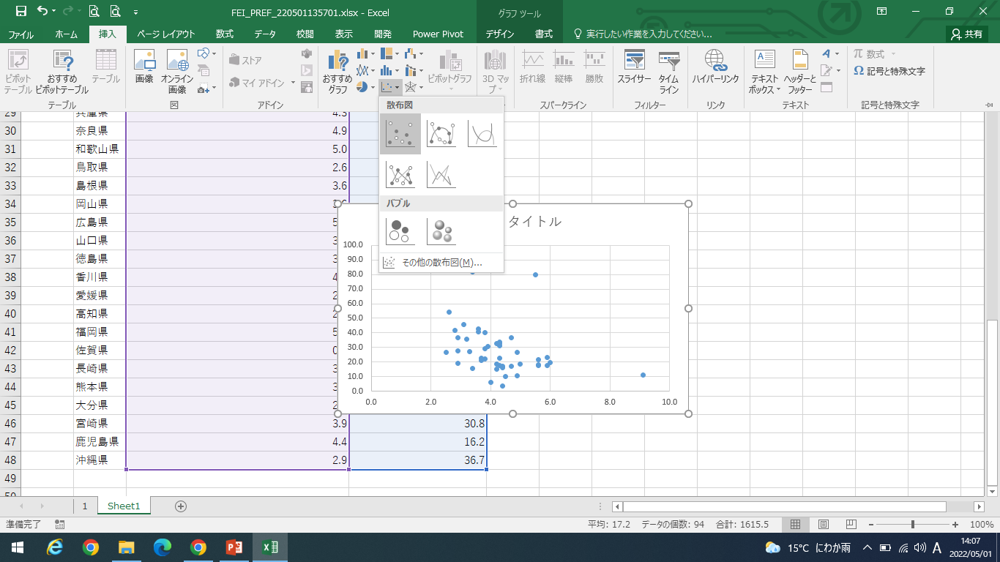 FEI_PREF_220501135701.xlsx - Excel
グラフ ツール
ファイル ホーム 挿入 ページ レイアウト 数式 データ 校閲 表示 開発 Power Pivot デザイン 書式 実行したい作業を入力してください... 共有
ピボットテーブル
おすすめピボットテーブル
テーブル
画像
オンライン画像
ストア
マイ アドイン
おすすめグラフ
ピボットグラフ
3D マップ
折れ線
縦棒
勝敗
スライサー
タイムライン
ハイパーリンク
テキストボックス
ヘッダーとフッター
数式
記号と特殊文字
テーブル 図 アドイン スパークライン フィルター リンク テキスト 記号と特殊文字
散布図
バブル
その他の散布図(M)...
29 兵庫県 4.3
30 奈良県 4.9
31 和歌山県 5.0
32 鳥取県 2.6
33 島根県 3.6
34 岡山県
35 広島県 5
36 山口県 3
37 徳島県 3
38 香川県 4
39 愛媛県 2
40 高知県 2
41 福岡県 5
42 佐賀県 0
43 長崎県 3
44 熊本県 3
45 大分県 2
46 宮崎県 3.9 30.8
47 鹿児島県 4.4 16.2
48 沖縄県 2.9 36.7
49
50
タイトル
100.0
90.0
80.0
70.0
60.0
50.0
40.0
30.0
20.0
10.0
0.0
0.0 2.0 4.0 6.0 8.0 10.0
1 Sheet1
準備完了 平均: 17.2 データの個数: 94 合計: 1615.5 100%
15°C にわか雨 A 14:07
2022/05/01